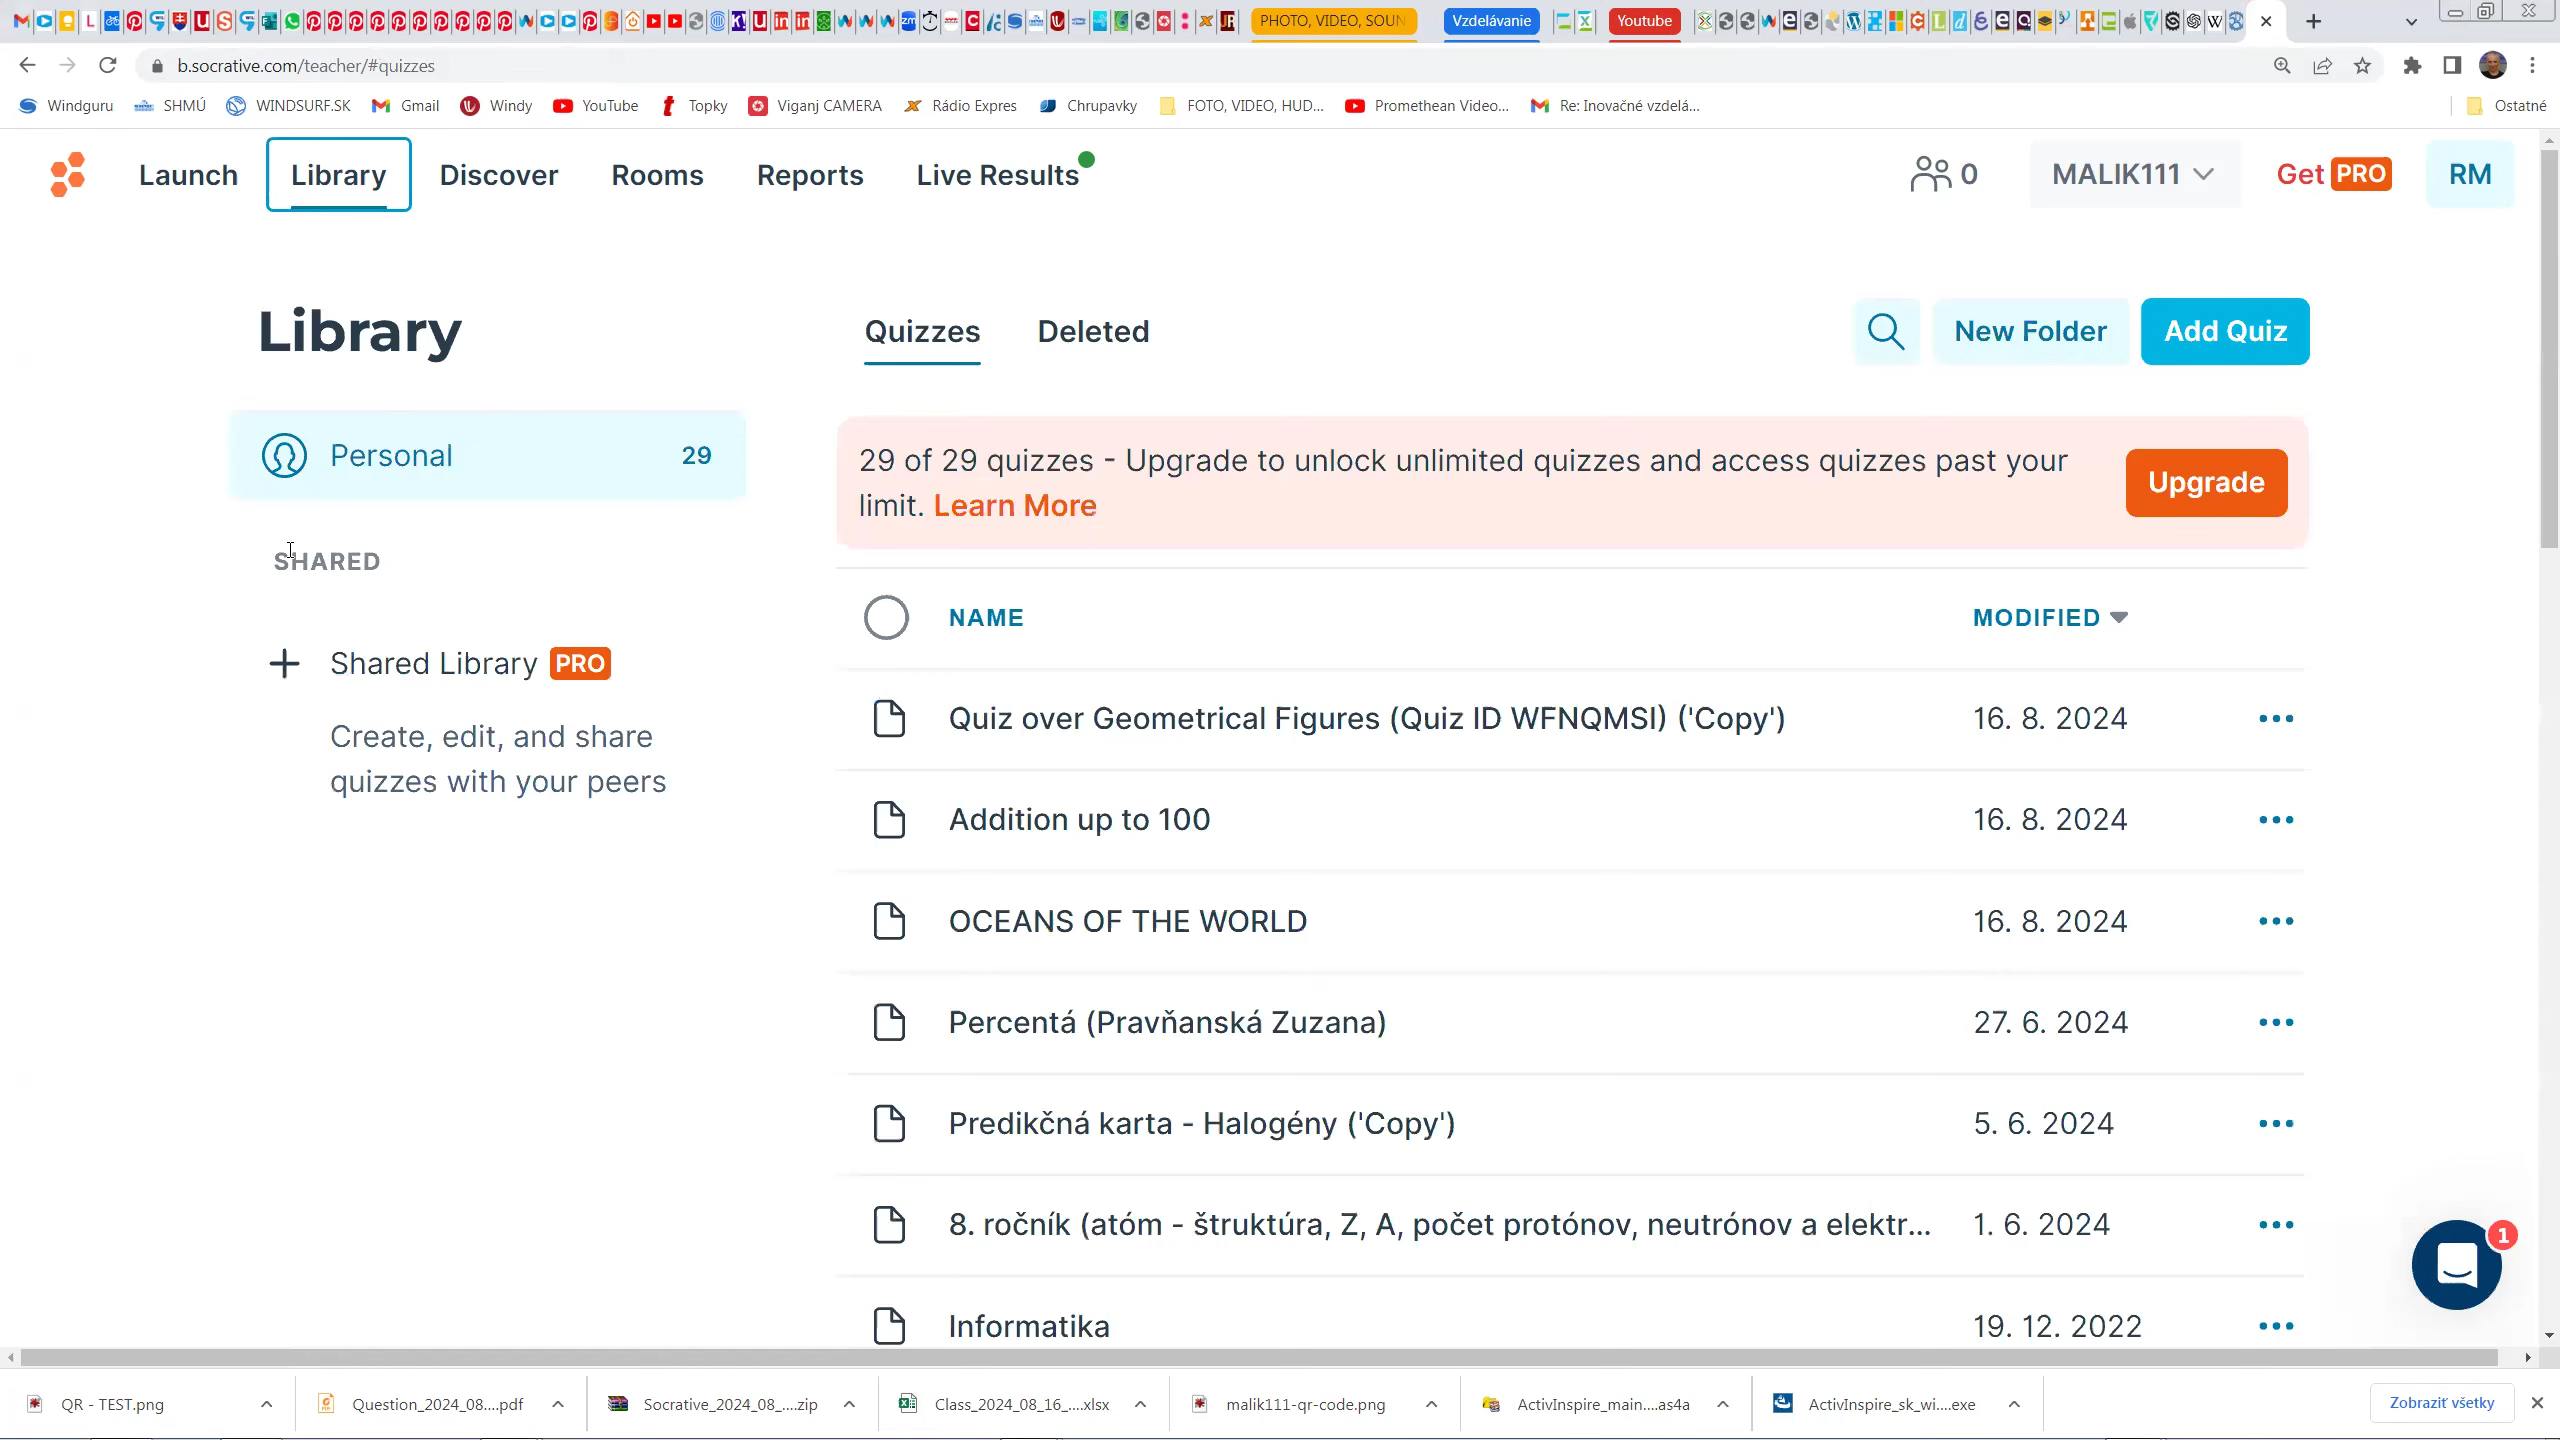 PHOTO, VIDEO, SOUN
Vzdelávanie
Youtube
b.socrative.com/teacher/#quizzes
Windguru
SHMÚ
WINDSURF.SK
Gmail
Windy
YouTube
Topky
Viganj CAMERA
Rádio Expres
Chrupavky
FOTO, VIDEO, HUD...
Promethean Video...
Re: Inovačné vzdelá...
Ostatné
Launch
Library
Discover
Rooms
Reports
Live Results
0
MALIK111
Get PRO
RM
Library
Quizzes
Deleted
New Folder
Add Quiz
Personal 29
29 of 29 quizzes - Upgrade to unlock unlimited quizzes and access quizzes past your
limit. Learn More
Upgrade
SHARED
Shared Library PRO
Create, edit, and share
quizzes with your peers
NAME MODIFIED
Quiz over Geometrical Figures (Quiz ID WFNQMSI) ('Copy') 16. 8. 2024
Addition up to 100 16. 8. 2024
OCEANS OF THE WORLD 16. 8. 2024
Percentá (Pravňanská Zuzana) 27. 6. 2024
Predikčná karta - Halogény ('Copy') 5. 6. 2024
8. ročník (atóm - štruktúra, Z, A, počet protónov, neutrónov a elektr... 1. 6. 2024
Informatika 19. 12. 2022
1
QR - TEST.png
Question_2024_08....pdf
Socrative_2024_08_....zip
Class_2024_08_16_....xlsx
malik111-qr-code.png
ActivInspire_main....as4a
ActivInspire_sk_wi....exe
Zobraziť všetky